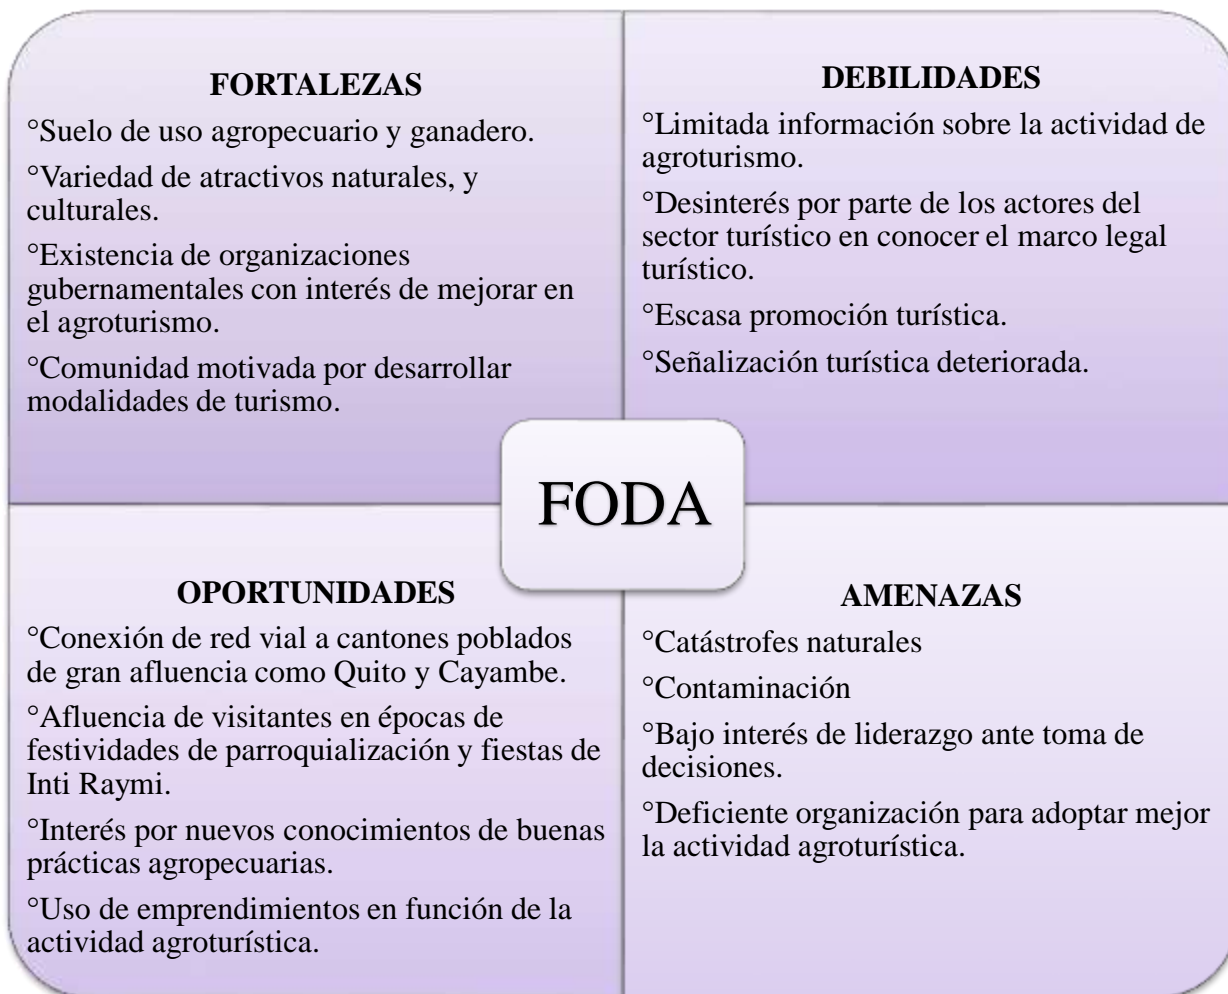 FORTALEZAS
°Suelo de uso agropecuario y ganadero.
°Variedad de atractivos naturales, y
culturales.
°Existencia de organizaciones
gubernamentales con interés de mejorar en
el agroturismo.
°Comunidad motivada por desarrollar
modalidades de turismo.
DEBILIDADES
°Limitada información sobre la actividad de
agroturismo.
°Desinterés por parte de los actores del
sector turístico en conocer el marco legal
turístico.
°Escasa promoción turística.
°Señalización turística deteriorada.
FODA
OPORTUNIDADES
°Conexión de red vial a cantones poblados
de gran afluencia como Quito y Cayambe.
°Afluencia de visitantes en épocas de
festividades de parroquialización y fiestas de
Inti Raymi.
°Interés por nuevos conocimientos de buenas
prácticas agropecuarias.
°Uso de emprendimientos en función de la
actividad agroturística.
AMENAZAS
°Catástrofes naturales
°Contaminación
°Bajo interés de liderazgo ante toma de
decisiones.
°Deficiente organización para adoptar mejor
la actividad agroturística.